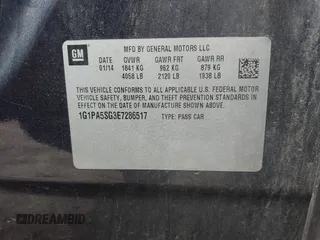 GM
MFD BY GENERAL MOTORS LLC
DATE GVWR GAWR FRT GAWR RR
01/14 1841 KG 962 KG 879 KG
4058 LB 2120 LB 1938 LB
THIS VEHICLE CONFORMS TO ALL APPLICABLE
U.S. FEDERAL MOTOR
VEHICLE SAFETY, BUMPER, AND THEFT
PREVENTION STANDARDS IN EFFECT ON THE
DATE OF MANUFACTURE SHOWN ABOVE.
1G1PA5SG3E7286517 TYPE: PASS CAR
DREAMBID